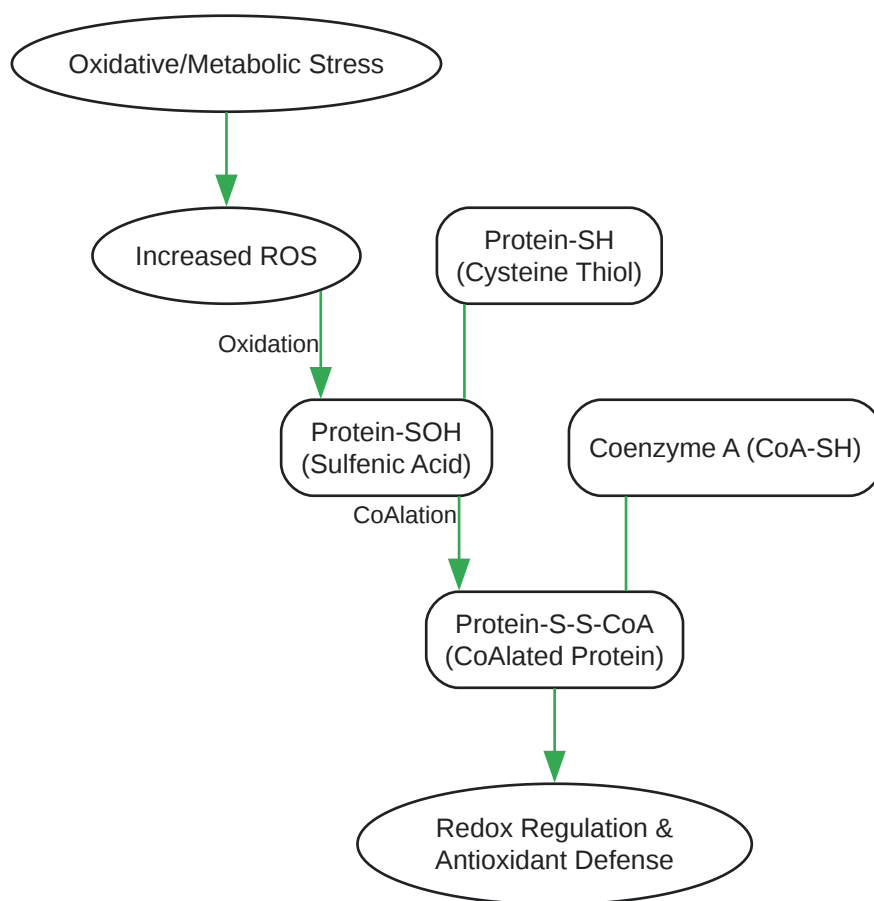 Oxidative/Metabolic Stress
Increased ROS
Protein-SH
(Cysteine Thiol)
Oxidation
Protein-SOH
(Sulfenic Acid)
Coenzyme A (CoA-SH)
CoAlation
Protein-S-S-CoA
(CoAlated Protein)
Redox Regulation &
Antioxidant Defense